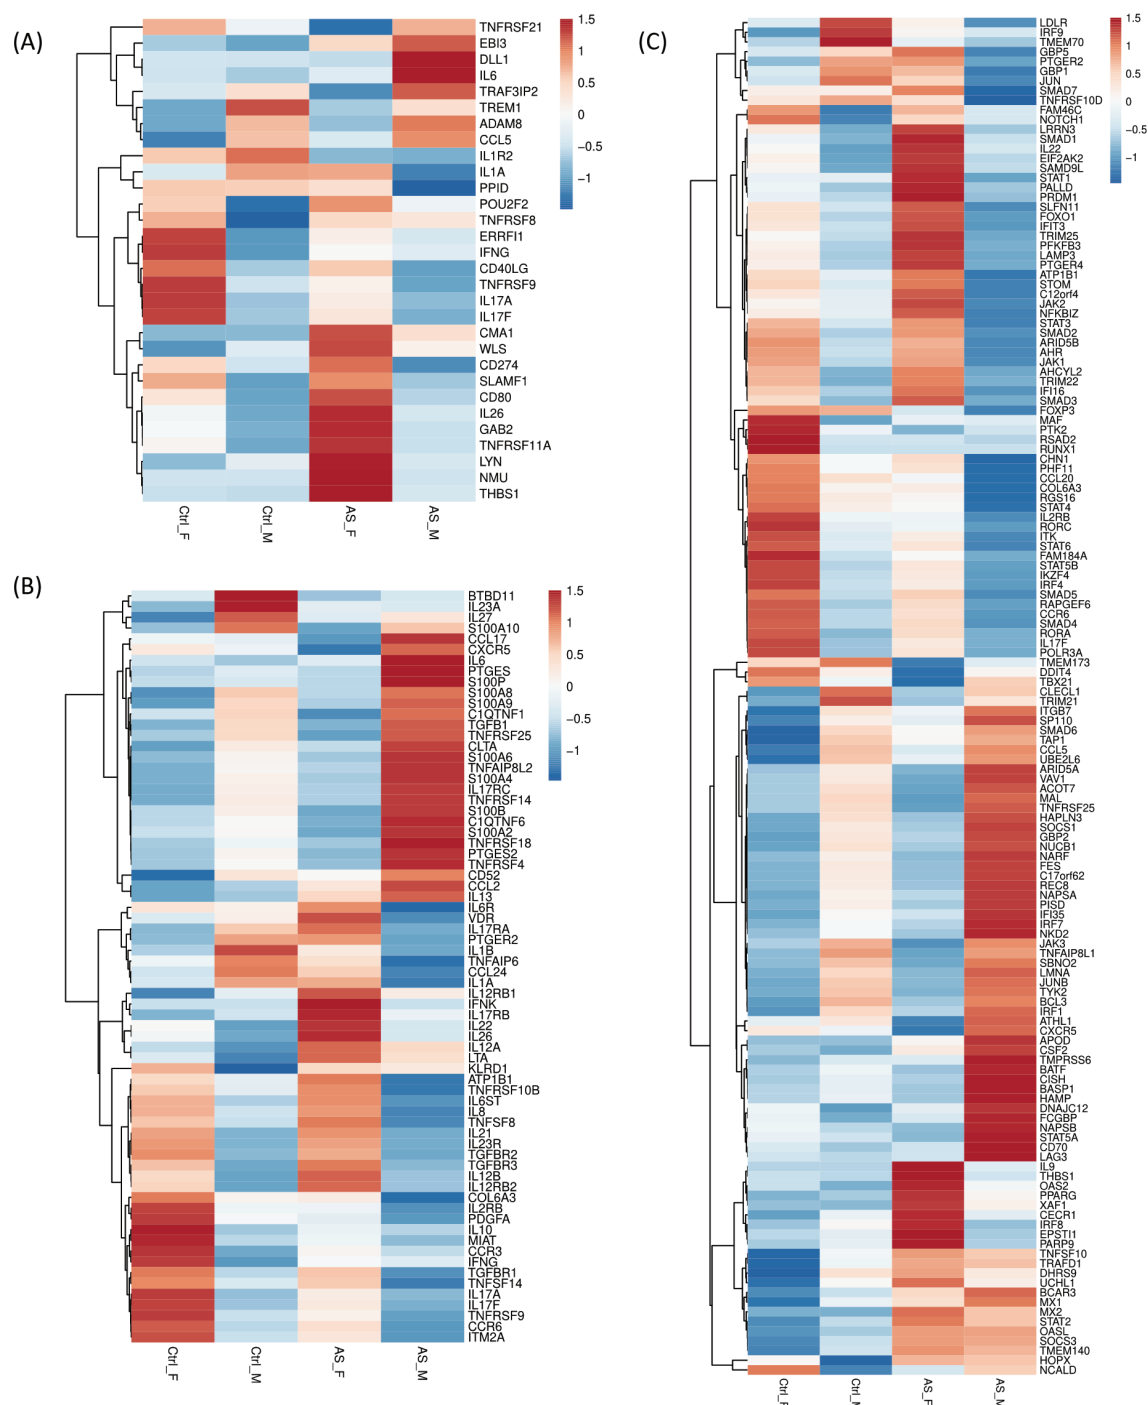 (A)
TNFRSF21
EBI3
DLL1
IL6
TRAF3IP2
TREM1
ADAM8
CCL5
IL1R2
IL1A
PPID
POU2F2
TNFRSF8
ERRFI1
IFNG
CD40LG
TNFRSF9
IL17A
IL17F
CMA1
WLS
CD274
SLAMF1
CD80
IL26
GAB2
TNFRSF11A
LYN
NMU
THBS1
Ctrl_F
Ctrl_M
AS_F
AS_M
1.5
1
0.5
0
−0.5
−1
(B)
BTBD11
IL23A
IL27
S100A10
CCL17
CXCR5
IL6
PTGES
S100P
S100A8
S100A9
C1QTNF1
TGFB1
TNFRSF25
CLTA
S100A6
TNFAIP8L2
S100A4
IL17RC
TNFRSF14
S100B
C1QTNF6
S100A2
TNFRSF18
PTGES2
TNFRSF4
CD52
CCL2
IL13
IL6R
VDR
IL17RA
PTGER2
IL1B
TNFAIP6
CCL24
IL1A
IL12RB1
IFNK
IL17RB
IL22
IL26
IL12A
LTA
KLRD1
ATP1B1
TNFRSF10B
IL6ST
IL8
TNFSF8
IL21
IL23R
TGFBR2
TGFBR3
IL12B
IL12RB2
COL6A3
IL2RB
PDGFA
IL10
MIAT
CCR3
IFNG
TGFBR1
TNFSF14
IL17A
IL17F
TNFRSF9
CCR6
ITM2A
Ctrl_F
Ctrl_M
AS_F
AS_M
1.5
1
0.5
0
−0.5
−1
(C)
LDLR
IRF9
TMEM70
GBP5
PTGER2
GBP1
JUN
SMAD7
TNFRSF10D
FAM46C
NOTCH1
LRRN3
SMAD1
IL22
EIF2AK2
SAMD9L
STAT1
PALLD
PRDM1
SLFN11
FOXO1
IFIT3
TRIM25
PFKFB3
LAMP3
PTGER4
ATP1B1
STOM
C12orf4
JAK2
NFKBIZ
STAT3
SMAD2
ARID5B
AHR
JAK1
AHCYL2
TRIM22
IFI16
SMAD3
FOXP3
MAF
PTK2
RSAD2
RUNX1
CHN1
PHF11
CCL20
COL6A3
RGS16
STAT4
IL2RB
RORC
ITK
STAT6
FAM184A
STAT5B
IKZF4
IRF4
SMAD5
RAPGEF6
CCR6
SMAD4
RORA
IL17F
POLR3A
TMEM173
DDIT4
TBX21
CLECL1
TRIM21
ITGB7
SP110
SMAD6
TAP1
CCL5
UBE2L6
ARID5A
VAV1
ACOT7
MAL
TNFRSF25
HAPLN3
SOCS1
GBP2
NUCB1
NARF
FES
C17orf62
REC8
NAPSA
PISD
IFI35
IRF7
NKD2
JAK3
TNFAIP8L1
SBNO2
LMNA
JUNB
TYK2
BCL3
IRF1
ATHL1
CXCR5
APOD
CSF2
TMPRSS6
BATF
CISH
BASP1
HAMP
DNAJC12
FCGBP
NAPSB
STAT5A
CD70
LAG3
IL9
THBS1
OAS2
PPARG
XAF1
CECR1
IRF8
EPSTI1
PARP9
TNFSF10
TRAFD1
DHRS9
UCHL1
BCAR3
MX1
MX2
STAT2
OASL
SOCS3
TMEM140
HOPX
NCALD
Ctrl_F
Ctrl_M
AS_F
AS_M
1.5
1
0.5
0
−0.5
−1